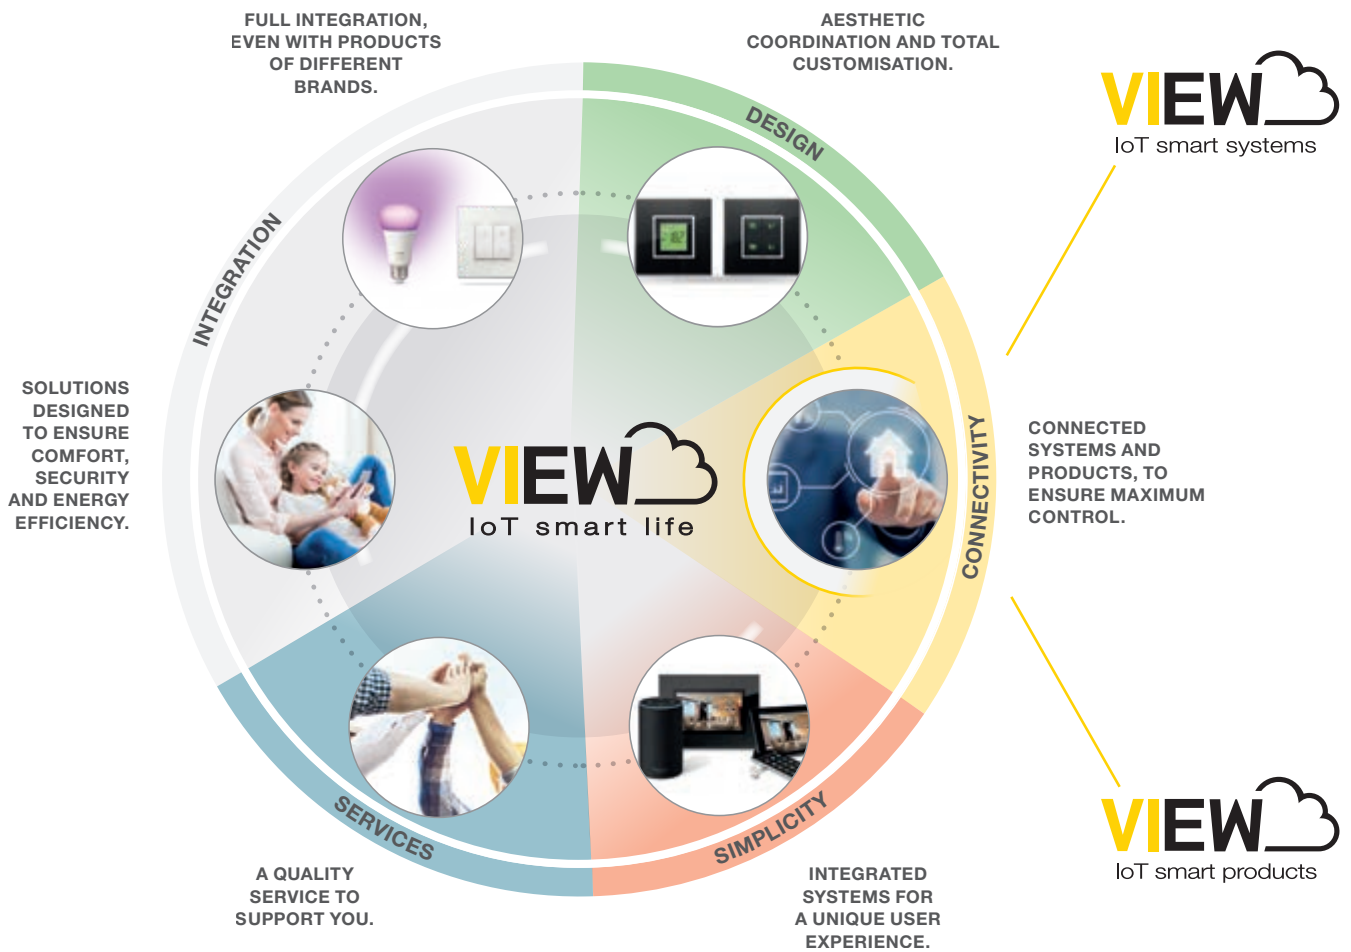 FULL INTEGRATION,
EVEN WITH PRODUCTS
OF DIFFERENT
BRANDS.
AESTHETIC
COORDINATION AND TOTAL
CUSTOMISATION.
VIEW
IoT smart systems
DESIGN
INTEGRATION
SOLUTIONS
DESIGNED
TO ENSURE
COMFORT,
SECURITY
AND ENERGY
EFFICIENCY.
VIEW
IoT smart life
CONNECTIVITY
CONNECTED
SYSTEMS AND
PRODUCTS, TO
ENSURE MAXIMUM
CONTROL.
SERVICES
SIMPLICITY
VIEW
IoT smart products
A QUALITY
SERVICE TO
SUPPORT YOU.
INTEGRATED
SYSTEMS FOR
A UNIQUE USER
EXPERIENCE.